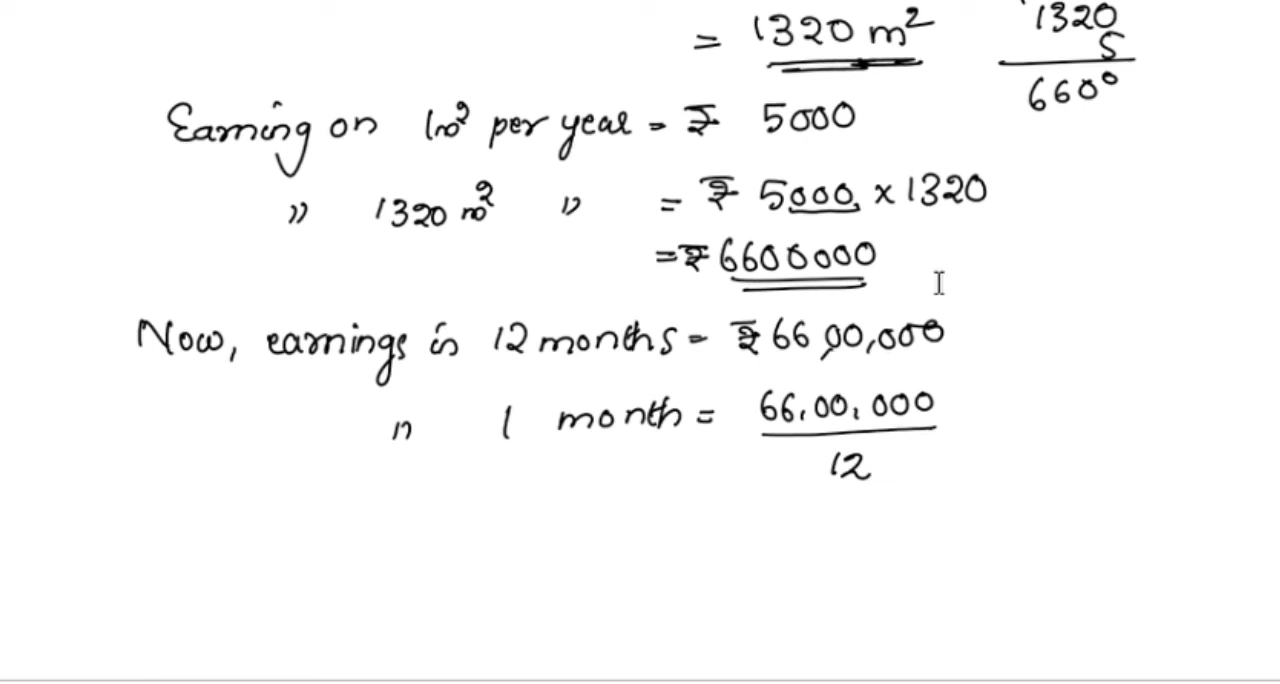 = 1320 m²
1320
5
6600
Earning on 1m² per year = ₹ 5000
" 1320 m² " = ₹ 5000 × 1320
= ₹ 6600000
Now, earnings in 12 months = ₹ 66,00,000
" 1 month = 66,00,000
12